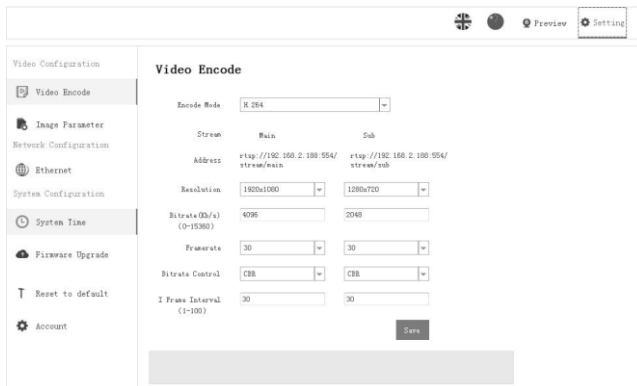 Preview
Setting
Video Configuration
Video Encode
Image Parameter
Network Configuration
Ethernet
System Configuration
System Time
Firmware Upgrade
Reset to default
Account
Video Encode
Encode Mode H.264
Stream Main Sub
Address rtsp://192.168.2.188:554/stream/main rtsp://192.168.2.188:554/stream/sub
Resolution 1920x1080 1280x720
Bitrate(Kb/s) 4096 2048
(0-15360)
Framerate 30 30
Bitrate Control CBR CBR
I Frame Interval 30 30
(1-100)
Save